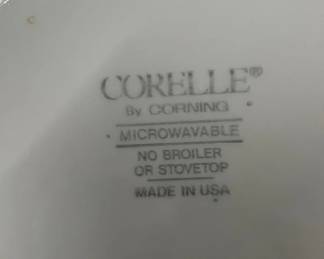 CORELLE®
By CORNING
MICROWAVABLE
NO BROILER
OR STOVETOP
MADE IN USA